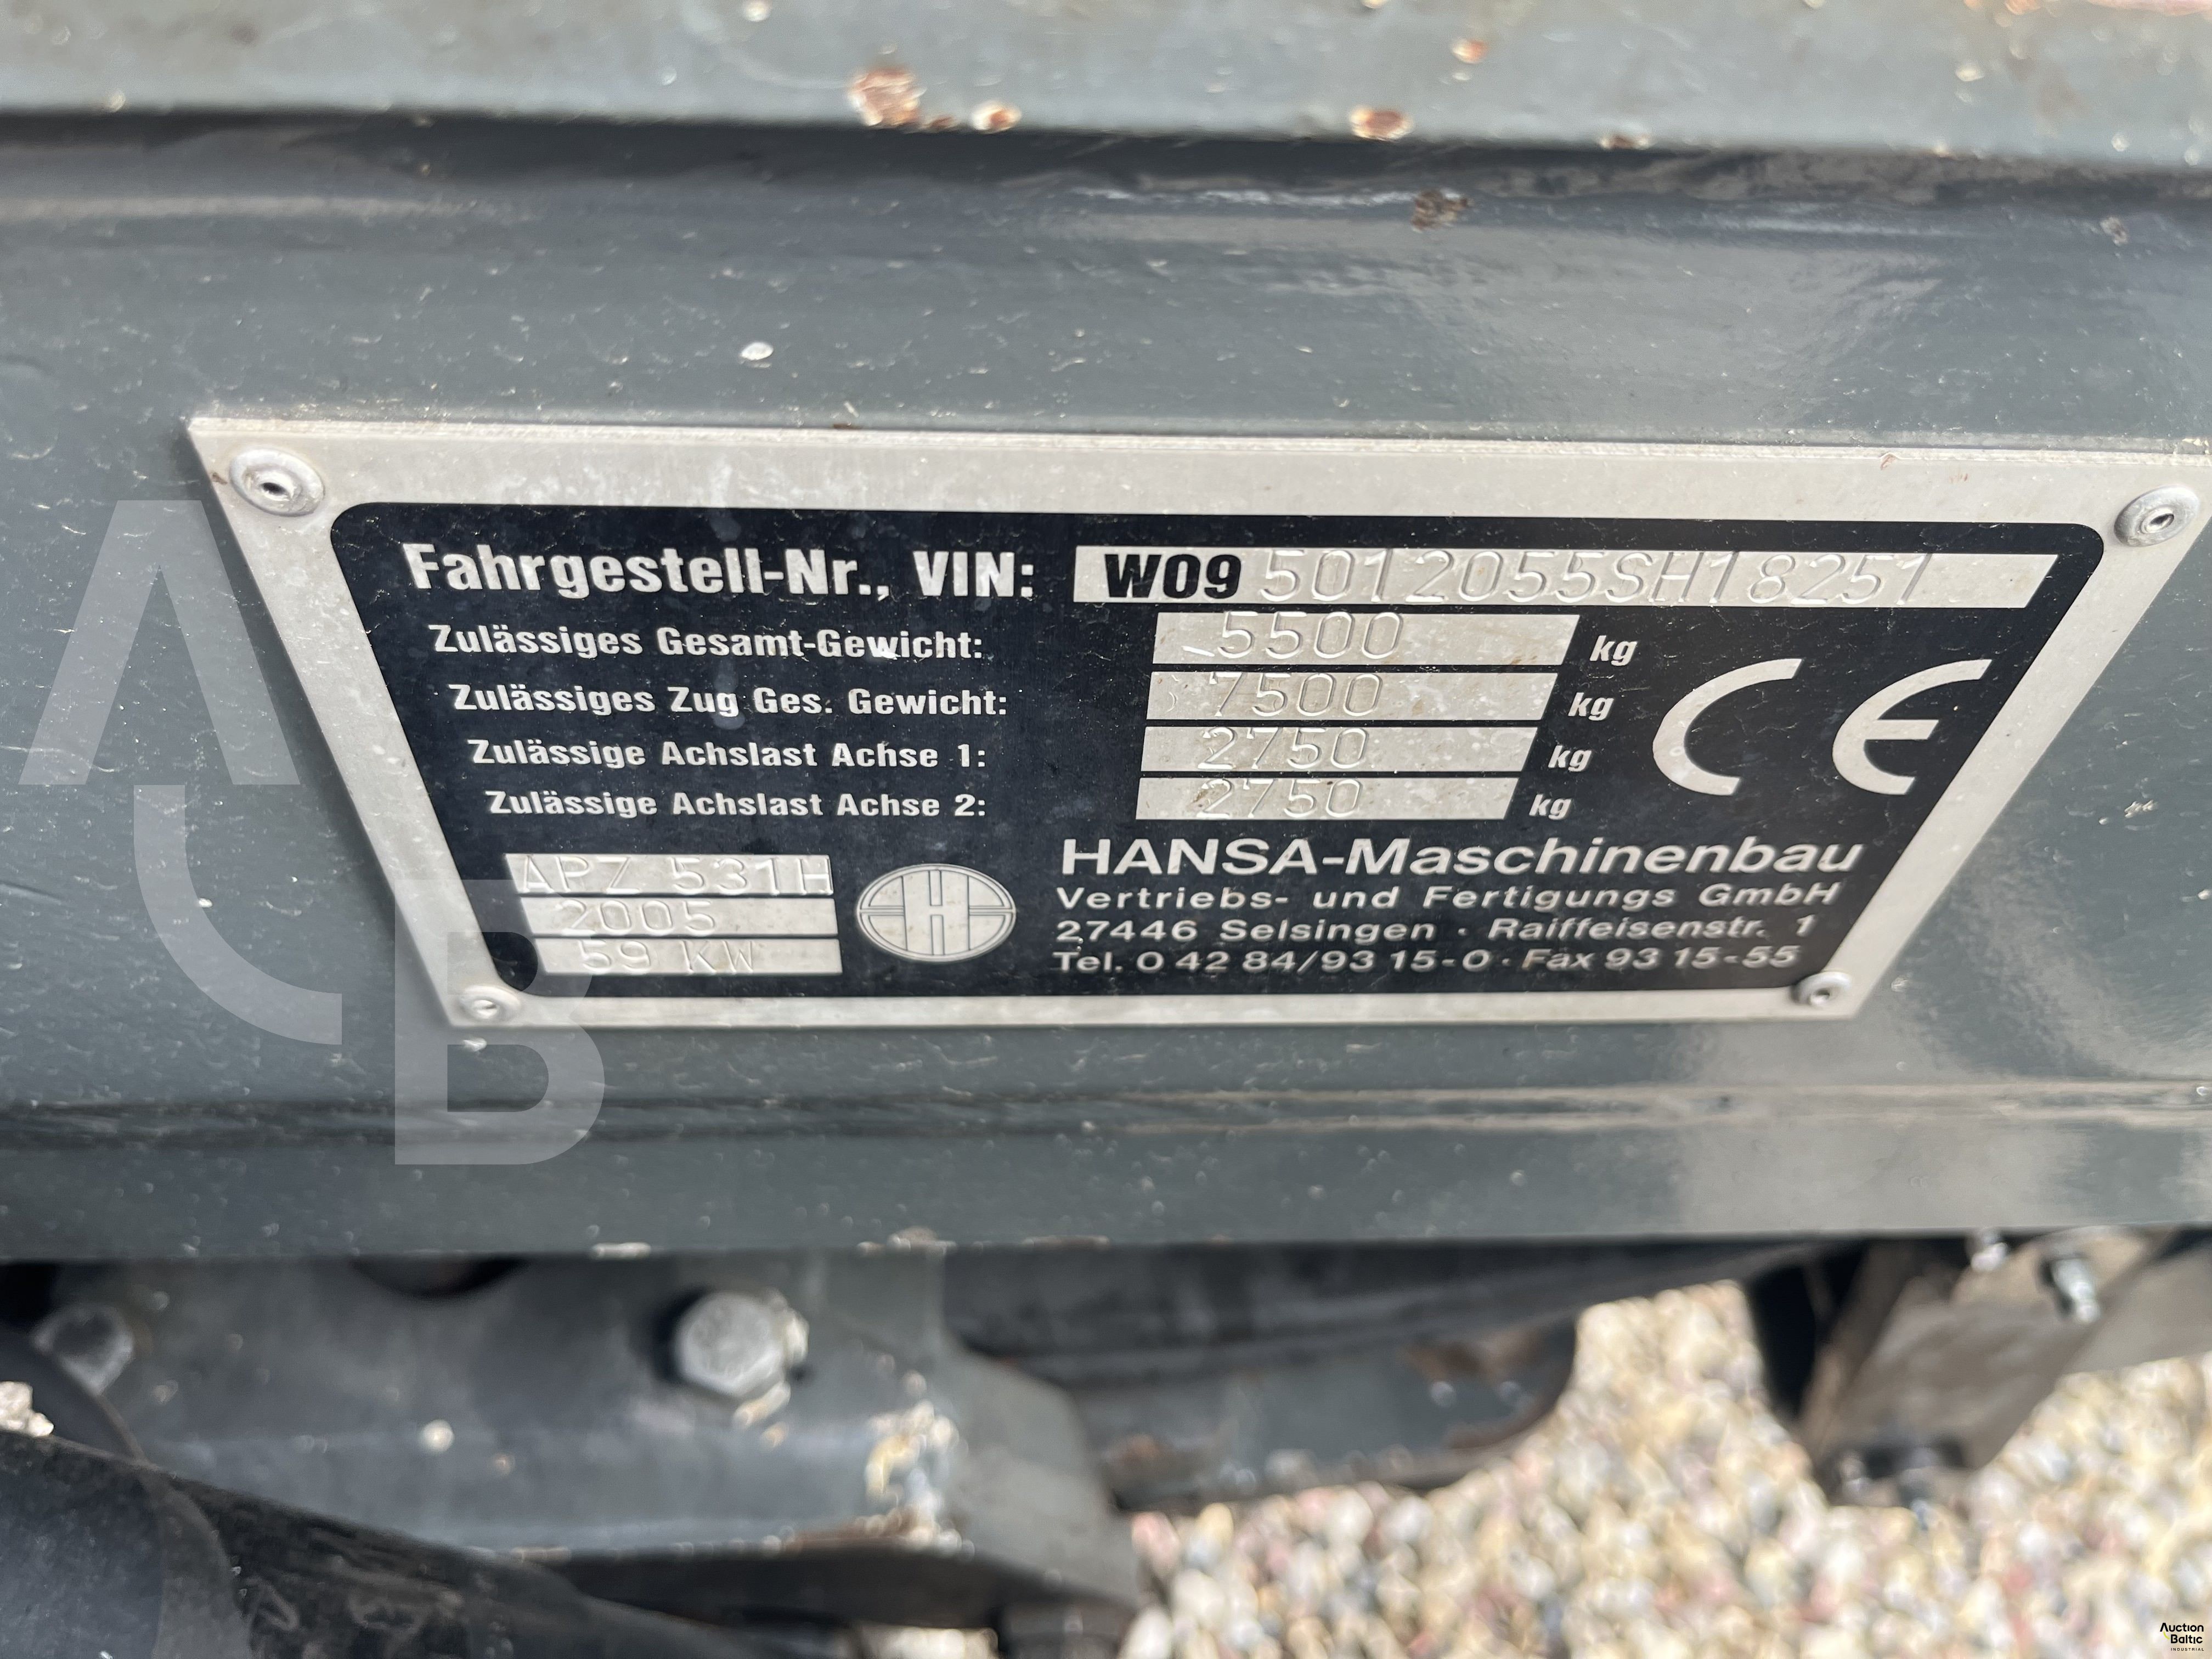 Fahrgestell-Nr., VIN: W09 5012055SH18251
Zulässiges Gesamt-Gewicht: 5500 kg
Zulässiges Zug Ges. Gewicht: 7500 kg
Zulässige Achslast Achse 1: 2750 kg
Zulässige Achslast Achse 2: 2750 kg
CE
APZ 531H
2005
59 KW
H
HANSA-Maschinenbau
Vertriebs- und Fertigungs GmbH
27446 Selsingen · Raiffeisenstr. 1
Tel. 0 42 84/93 15-0 · Fax 93 15-55
A B
Auction
Baltic
INDUSTRIAL